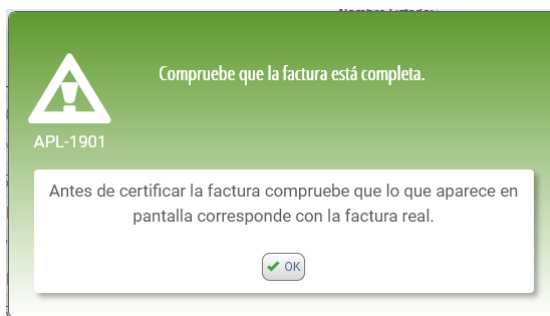 Compruebe que la factura está completa.
APL-1901
Antes de certificar la factura compruebe que lo que aparece en
pantalla corresponde con la factura real.
OK